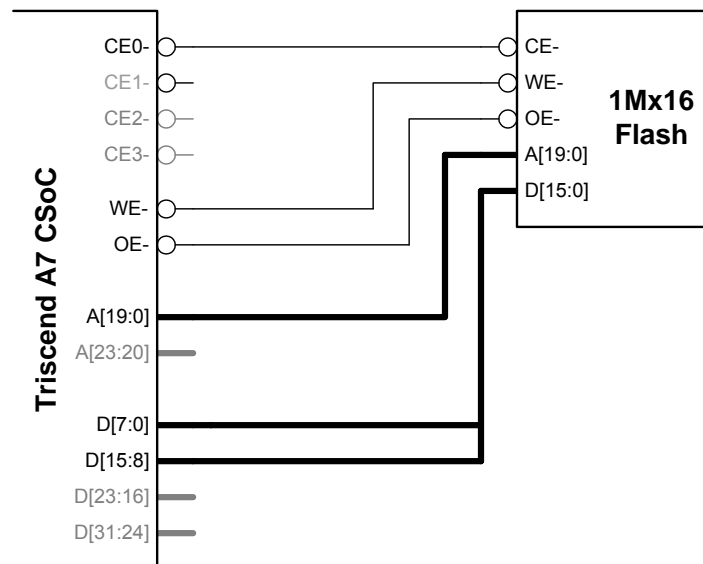 Triscend A7 CSoC
CE0-
CE1-
CE2-
CE3-
WE-
OE-
A[19:0]
A[23:20]
D[7:0]
D[15:8]
D[23:16]
D[31:24]
CE-
WE-
OE-
A[19:0]
D[15:0]
1Mx16
Flash